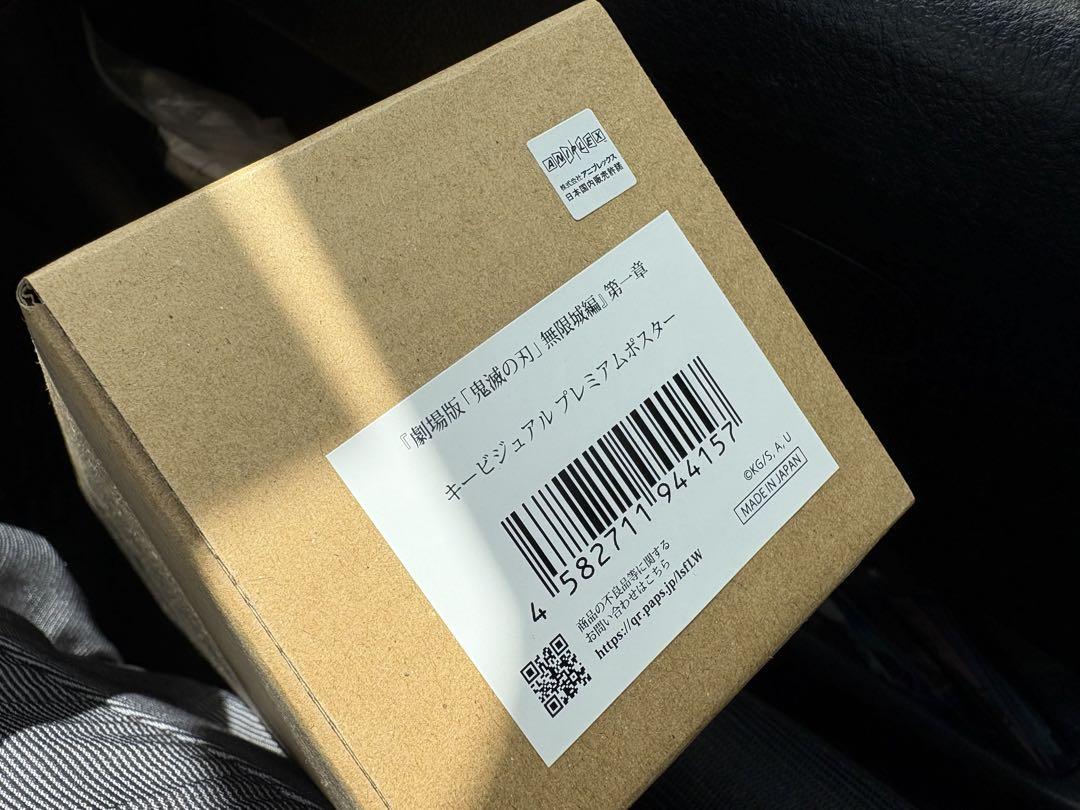 ANIPLEX
株式会社アニプレックス
日本国内販売許諾
『劇場版「鬼滅の刃」無限城編』第一章
キービジュアル プレミアムポスター
4 582711 944157
©KG/S, A, U
MADE IN JAPAN
商品の不良品等に関する
お問い合わせはこちら
https://qr.paps.jp/lsfLW